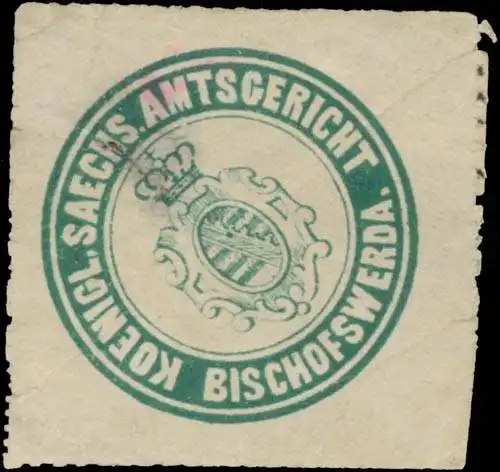 KOENIGL. SAECHS. AMTSGERICHT
BISCHOFSWERDA.